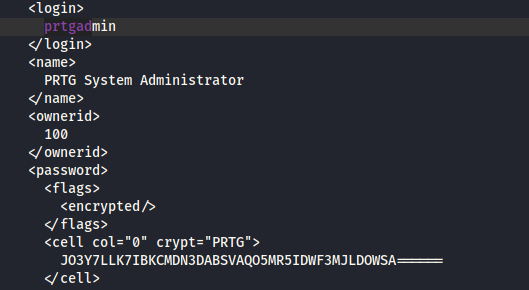 <login>
prtgadmin
</login>
<name>
PRTG System Administrator
</name>
<ownerid>
100
</ownerid>
<password>
<flags>
<encrypted/>
</flags>
<cell col="0" crypt="PRTG">
JO3Y7LLK7IBKCMDN3DABSVAQO5MR5IDWF3MJLDOWSA======
</cell>